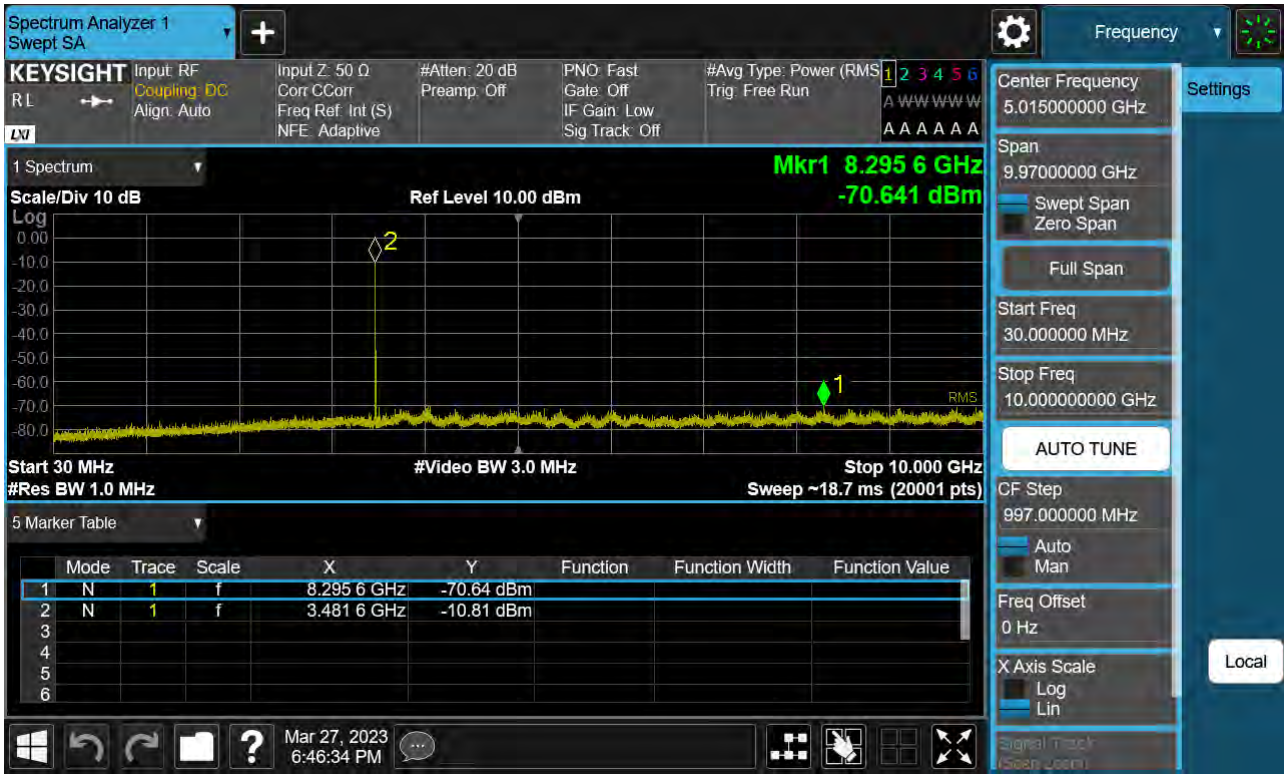 Spectrum Analyzer 1
Swept SA
+
Frequency
KEYSIGHT
RL
LXI
Input: RF
Coupling: DC
Align: Auto
Input Z: 50 Ω
Corr CCorr
Freq Ref: Int (S)
NFE: Adaptive
#Atten: 20 dB
Preamp: Off
PNO: Fast
Gate: Off
IF Gain: Low
Sig Track: Off
#Avg Type: Power (RMS
Trig: Free Run
1 2 3 4 5 6
A W W W W W
A A A A A A
1 Spectrum
Scale/Div 10 dB
Ref Level 10.00 dBm
Mkr1 8.295 6 GHz
-70.641 dBm
Log
0.00
-10.0
-20.0
-30.0
-40.0
-50.0
-60.0
-70.0
-80.0
2
1
RMS
Start 30 MHz
#Video BW 3.0 MHz
Stop 10.000 GHz
#Res BW 1.0 MHz
Sweep ~18.7 ms (20001 pts)
5 Marker Table
Mode Trace Scale X Y Function Function Width Function Value
1 N 1 f 8.295 6 GHz -70.64 dBm
2 N 1 f 3.481 6 GHz -10.81 dBm
3
4
5
6
?
Mar 27, 2023
6:46:34 PM
Center Frequency
5.015000000 GHz
Span
9.97000000 GHz
Swept Span
Zero Span
Full Span
Start Freq
30.000000 MHz
Stop Freq
10.000000000 GHz
AUTO TUNE
CF Step
997.000000 MHz
Auto
Man
Freq Offset
0 Hz
X Axis Scale
Log
Lin
Signal Track
(Span Zoom)
Settings
Local